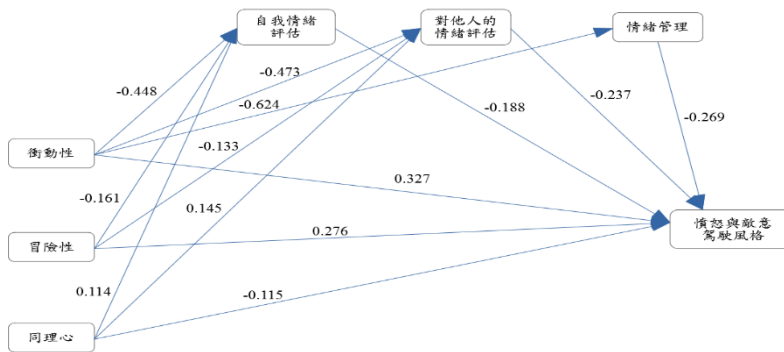 自我情緒
評估
對他人的
情緒評估
情緒管理
-0.448
-0.473
-0.624
-0.188
-0.237
-0.269
衝動性
-0.133
0.327
-0.161
0.145
憤怒與敵意
駕駛風格
冒險性
0.276
0.114
-0.115
同理心